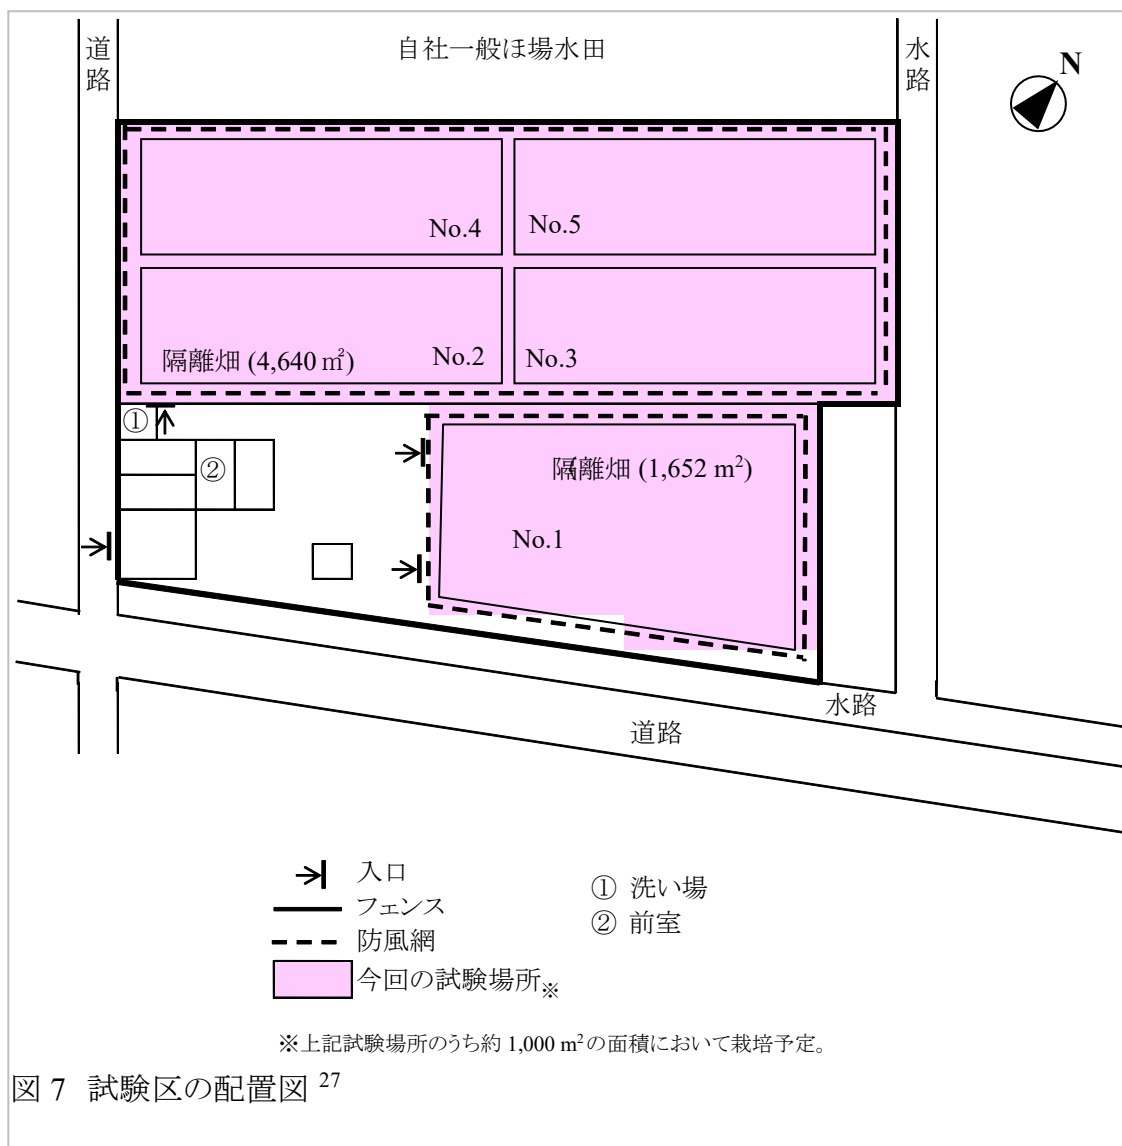 道路
自社一般ほ場水田
水路
N
No.4
No.5
隔離畑 (4,640 ㎡)
No.2
No.3
①
②
隔離畑 (1,652 m²)
No.1
水路
道路
入口
① 洗い場
フェンス
② 前室
防風網
今回の試験場所※
※上記試験場所のうち約 1,000 m²の面積において栽培予定。
図 7 試験区の配置図 27